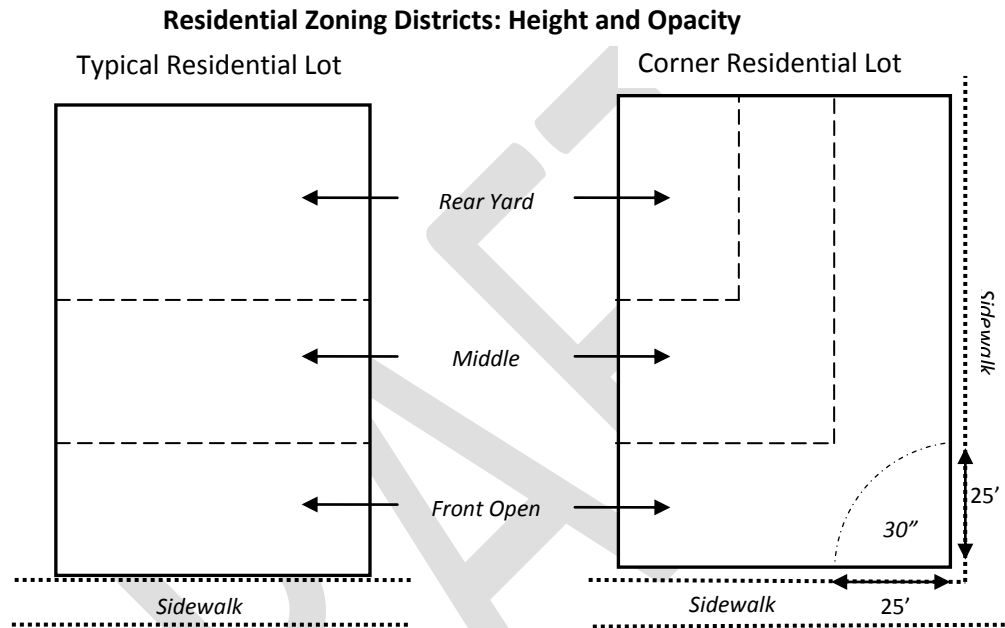 Residential Zoning Districts: Height and Opacity
Typical Residential Lot
Corner Residential Lot
Rear Yard
Sidewalk
Middle
Front Open
25’
30”
Sidewalk
Sidewalk
25’